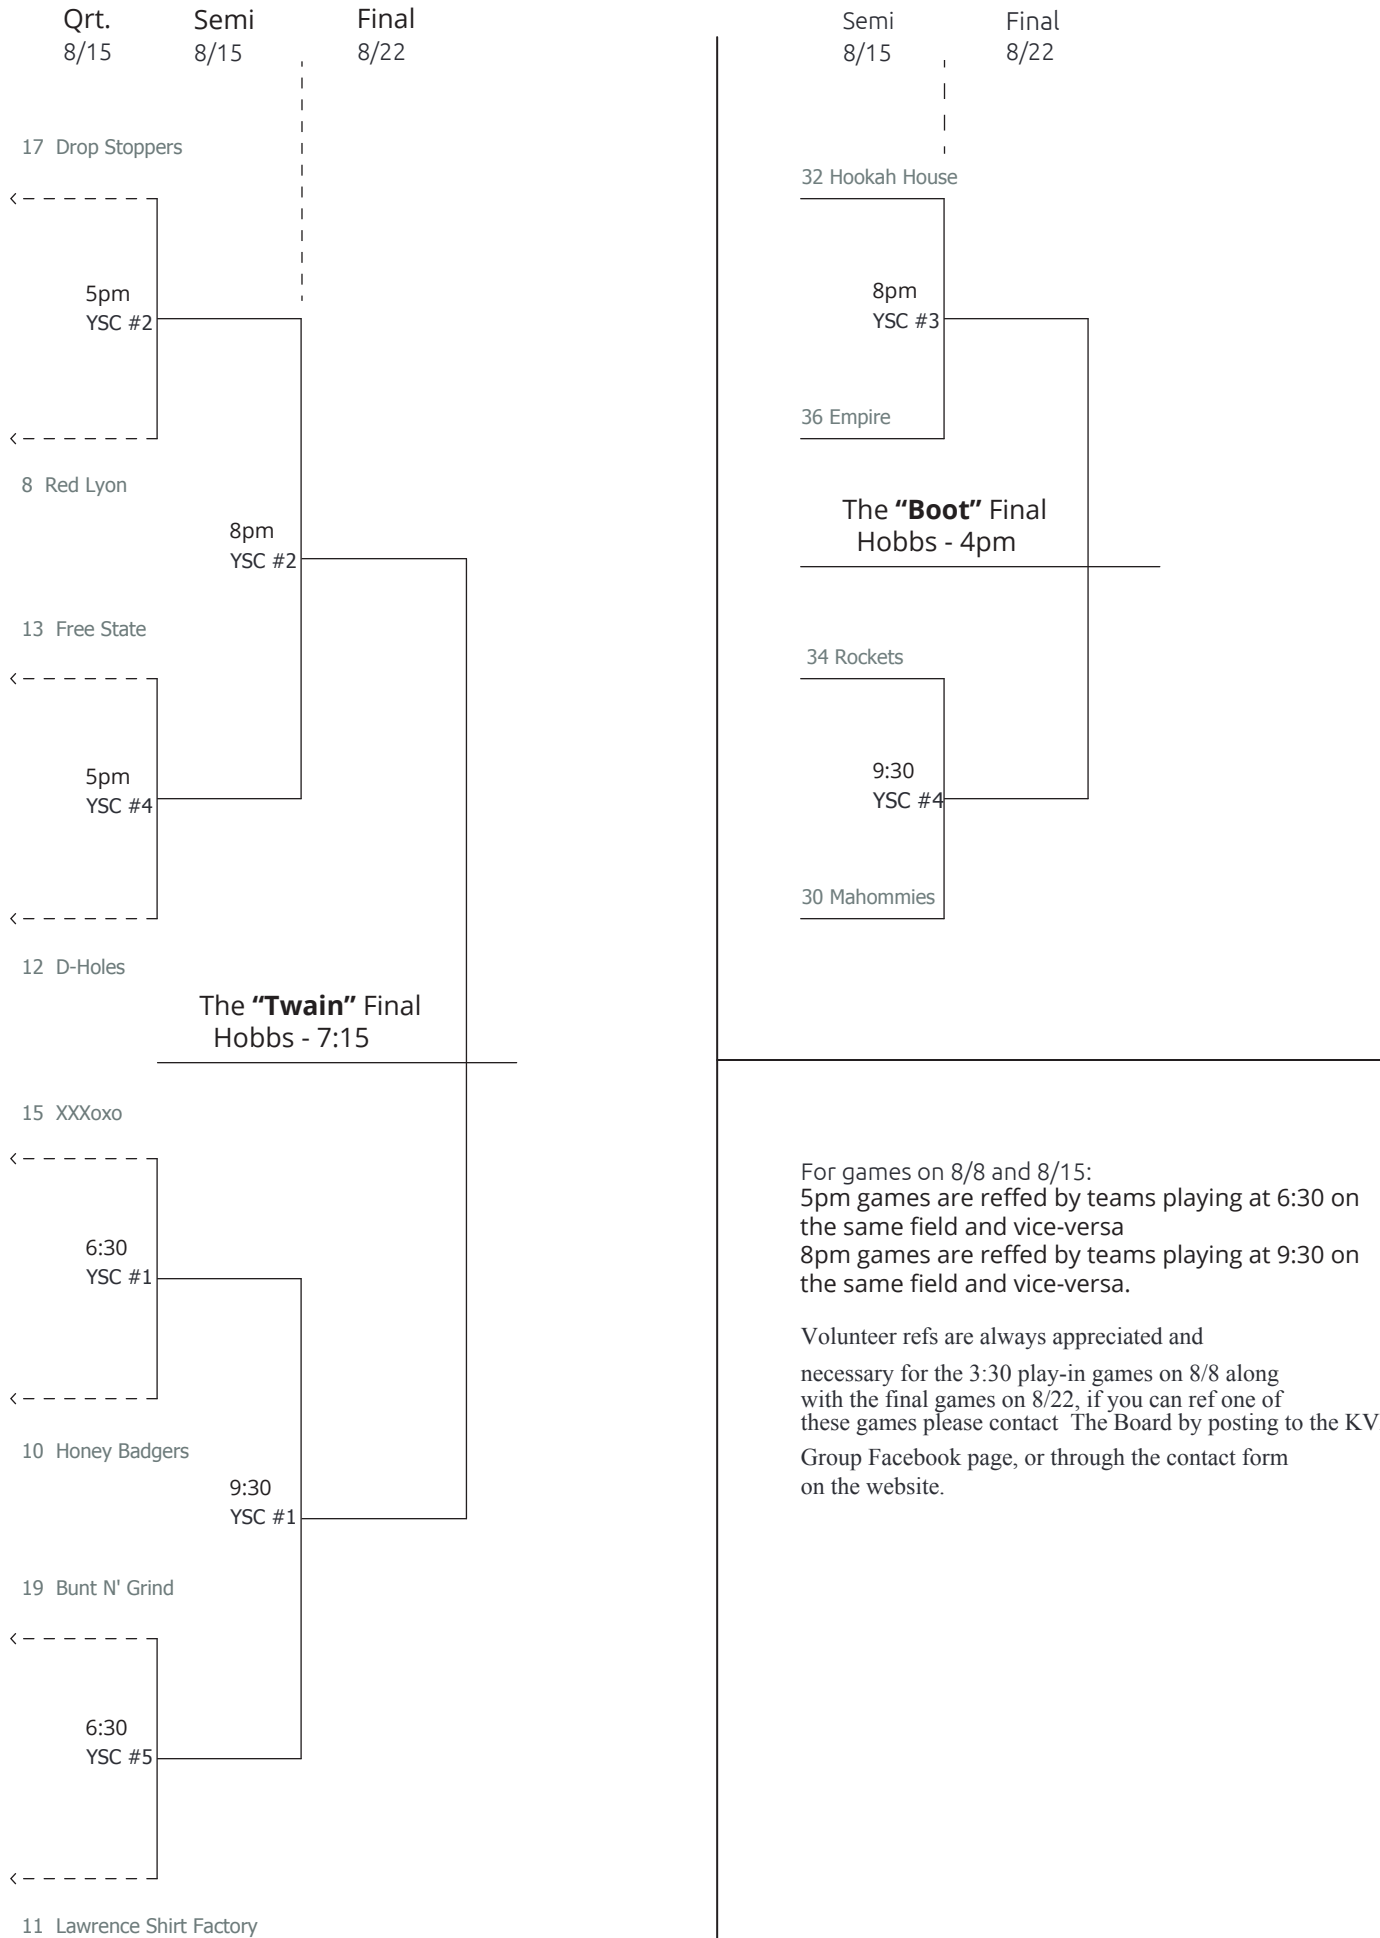 Qrt.
8/15
Semi
8/15
Final
8/22
17 Drop Stoppers
5pm
YSC #2
8 Red Lyon
8pm
YSC #2
13 Free State
5pm
YSC #4
12 D-Holes
The “Twain” Final
Hobbs - 7:15
15 XXXoxo
6:30
YSC #1
10 Honey Badgers
9:30
YSC #1
19 Bunt N' Grind
6:30
YSC #5
11 Lawrence Shirt Factory
Semi
8/15
Final
8/22
32 Hookah House
8pm
YSC #3
36 Empire
The “Boot” Final
Hobbs - 4pm
34 Rockets
9:30
YSC #4
30 Mahommies
For games on 8/8 and 8/15:
5pm games are reffed by teams playing at 6:30 on
the same field and vice-versa
8pm games are reffed by teams playing at 9:30 on
the same field and vice-versa.
Volunteer refs are always appreciated and
necessary for the 3:30 play-in games on 8/8 along
with the final games on 8/22, if you can ref one of
these games please contact The Board by posting to the KV
Group Facebook page, or through the contact form
on the website.